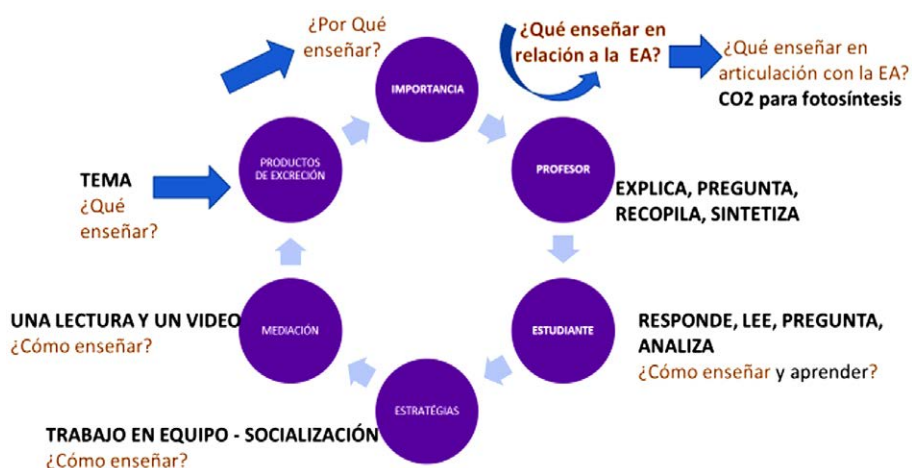 ¿Por Qué
enseñar?
¿Qué enseñar en
relación a la  EA?
¿Qué enseñar en
articulación con la EA?
CO2 para fotosíntesis
IMPORTANCIA
PRODUCTOS
DE EXCRECIÓN
PROFESOR
TEMA
¿Qué
enseñar?
EXPLICA, PREGUNTA,
RECOPILA, SINTETIZA
UNA LECTURA Y UN VIDEO
¿Cómo enseñar?
MEDIACIÓN
ESTUDIANTE
RESPONDE, LEE, PREGUNTA,
ANALIZA
¿Cómo enseñar y aprender?
ESTRATÉGIAS
TRABAJO EN EQUIPO - SOCIALIZACIÓN
¿Cómo enseñar?